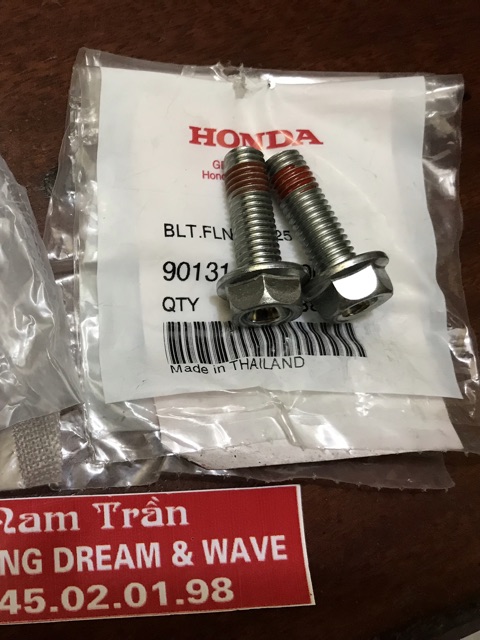 HONDA
BLT.FLN 25
90131
QTY
Made in THAILAND
Nam Trần
NG DREAM & WAVE
45.02.01.98